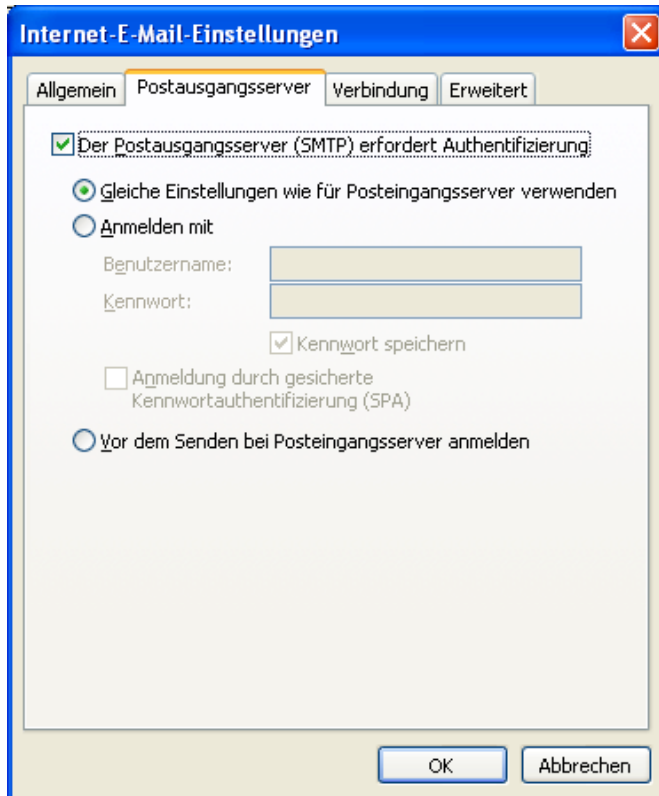 Internet-E-Mail-Einstellungen
Allgemein Postausgangsserver Verbindung Erweitert
Der Postausgangsserver (SMTP) erfordert Authentifizierung
Gleiche Einstellungen wie für Posteingangsserver verwenden
Anmelden mit
Benutzername:
Kennwort:
Kennwort speichern
Anmeldung durch gesicherte
Kennwortauthentifizierung (SPA)
Vor dem Senden bei Posteingangsserver anmelden
OK Abbrechen